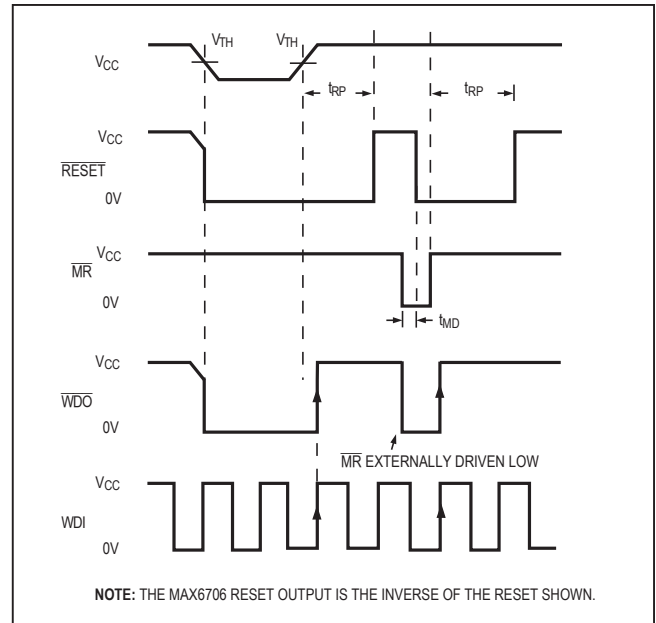 VTH VTH
VCC
tRP tRP
VCC
RESET
0V
VCC
MR
0V
tMD
VCC
WDO
0V
MR EXTERNALLY DRIVEN LOW
VCC
WDI
0V
NOTE: THE MAX6706 RESET OUTPUT IS THE INVERSE OF THE RESET SHOWN.